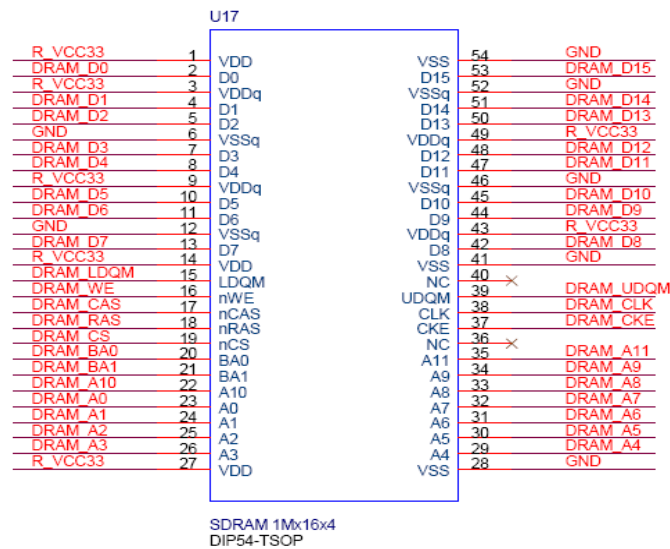 U17
R_VCC33 1 VDD VSS 54 GND
DRAM_D0 2 D0 D15 53 DRAM_D15
R_VCC33 3 VDDq VSSq 52 GND
DRAM_D1 4 D1 D14 51 DRAM_D14
DRAM_D2 5 D2 D13 50 DRAM_D13
GND 6 VSSq VDDq 49 R_VCC33
DRAM_D3 7 D3 D12 48 DRAM_D12
DRAM_D4 8 D4 D11 47 DRAM_D11
R_VCC33 9 VDDq VSSq 46 GND
DRAM_D5 10 D5 D10 45 DRAM_D10
DRAM_D6 11 D6 D9 44 DRAM_D9
GND 12 VSSq VDDq 43 R_VCC33
DRAM_D7 13 D7 D8 42 DRAM_D8
R_VCC33 14 VDD VSS 41 GND
DRAM_LDQM 15 LDQM NC 40
DRAM_WE 16 nWE UDQM 39 DRAM_UDQM
DRAM_CAS 17 nCAS CLK 38 DRAM_CLK
DRAM_RAS 18 nRAS CKE 37 DRAM_CKE
DRAM_CS 19 nCS NC 36
DRAM_BA0 20 BA0 A11 35 DRAM_A11
DRAM_BA1 21 BA1 A9 34 DRAM_A9
DRAM_A10 22 A10 A8 33 DRAM_A8
DRAM_A0 23 A0 A7 32 DRAM_A7
DRAM_A1 24 A1 A6 31 DRAM_A6
DRAM_A2 25 A2 A5 30 DRAM_A5
DRAM_A3 26 A3 A4 29 DRAM_A4
R_VCC33 27 VDD VSS 28 GND
SDRAM 1Mx16x4
DIP54-TSOP